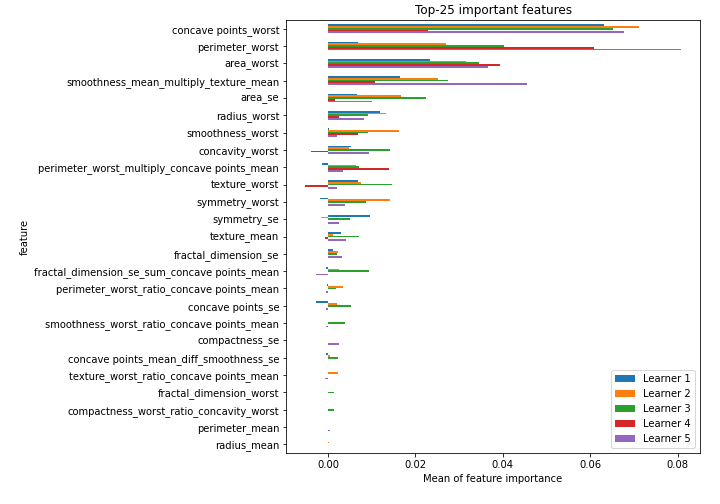 Top-25 important features
concave points_worst
perimeter_worst
area_worst
smoothness_mean_multiply_texture_mean
area_se
radius_worst
smoothness_worst
concavity_worst
perimeter_worst_multiply_concave points_mean
texture_worst
symmetry_worst
symmetry_se
texture_mean
fractal_dimension_se
fractal_dimension_se_sum_concave points_mean
perimeter_worst_ratio_concave points_mean
concave points_se
smoothness_worst_ratio_concave points_mean
compactness_se
concave points_mean_diff_smoothness_se
texture_worst_ratio_concave points_mean
fractal_dimension_worst
compactness_worst_ratio_concavity_worst
perimeter_mean
radius_mean
feature
Learner 1
Learner 2
Learner 3
Learner 4
Learner 5
0.00 0.02 0.04 0.06 0.08
Mean of feature importance